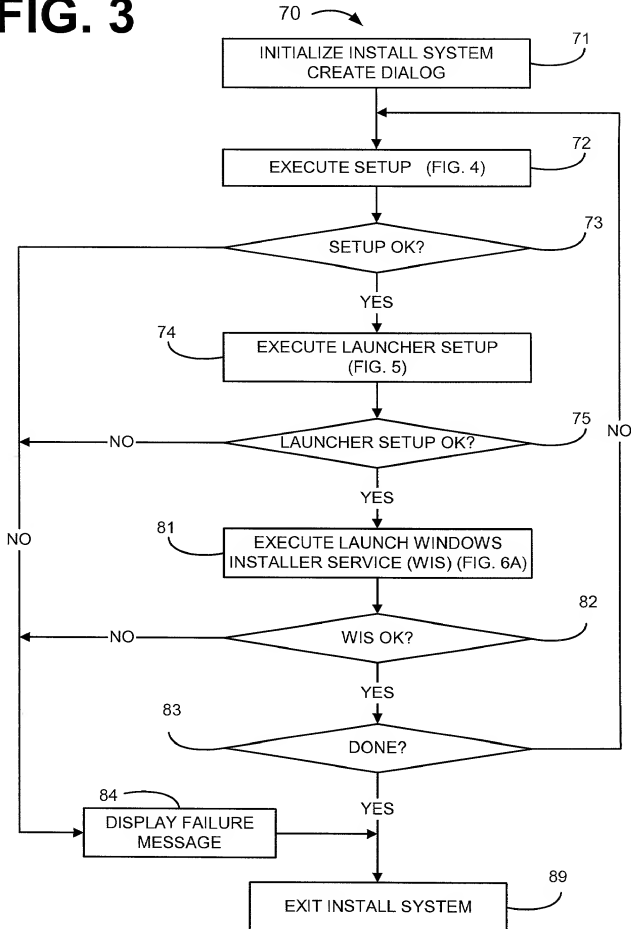 FIG. 3
70
71
INITIALIZE INSTALL SYSTEM
CREATE DIALOG
72
EXECUTE SETUP (FIG. 4)
73
SETUP OK?
YES
74
EXECUTE LAUNCHER SETUP
(FIG. 5)
75
LAUNCHER SETUP OK?
NO
NO
YES
81
EXECUTE LAUNCH WINDOWS
INSTALLER SERVICE (WIS) (FIG. 6A)
NO
82
WIS OK?
NO
YES
83
DONE?
YES
84
DISPLAY FAILURE
MESSAGE
89
EXIT INSTALL SYSTEM